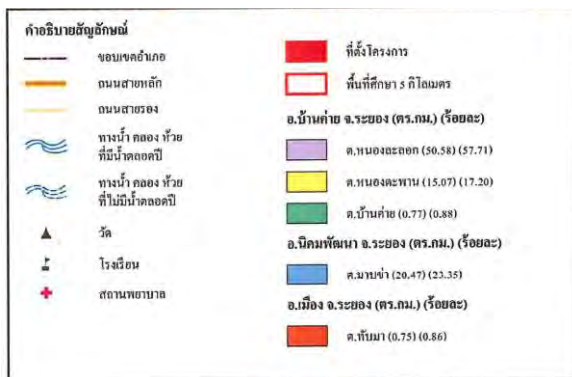 คำอธิบายสัญลักษณ์
ขอบเขตอำเภอ
ถนนสายหลัก
ถนนสายรอง
ทางน้ำ คลอง ห้วย
ที่มีน้ำตลอดปี
ทางน้ำ คลอง ห้วย
ที่ไม่มีน้ำตลอดปี
วัด
โรงเรียน
สถานพยาบาล
ที่ตั้งโครงการ
พื้นที่ศึกษา 5 กิโลเมตร
อ.บ้านค่าย จ.ระยอง (ตร.กม.) (ร้อยละ)
ต.หนองละลอก (50.58) (57.71)
ต.หนองตะพาน (15.07) (17.20)
ต.บ้านค่าย (0.77) (0.88)
อ.นิคมพัฒนา จ.ระยอง (ตร.กม.) (ร้อยละ)
ต.มาบข่า (20.47) (23.35)
อ.เมือง จ.ระยอง (ตร.กม.) (ร้อยละ)
ต.ทับมา (0.75) (0.86)